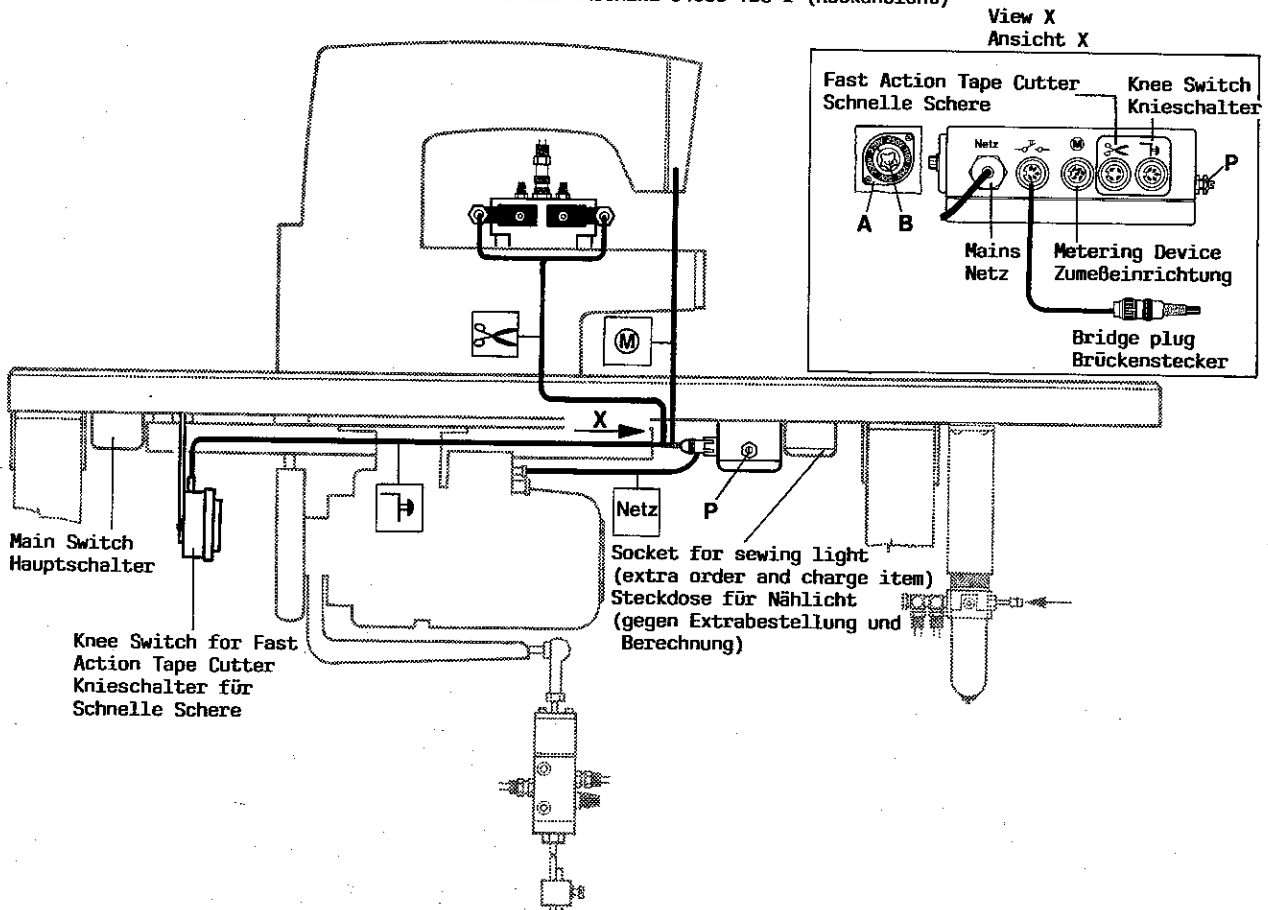 (Rückansicht)
View X
Ansicht X
Fast Action Tape Cutter
Schnelle Schere
Knee Switch
Knieschalter
Netz
M
P
A B
Mains
Netz
Metering Device
Zumeßeinrichtung
Bridge plug
Brückenstecker
M
X
Netz
P
Main Switch
Hauptschalter
Socket for sewing light
(extra order and charge item)
Steckdose für Nählicht
(gegen Extrabestellung und
Berechnung)
Knee Switch for Fast
Action Tape Cutter
Knieschalter für
Schnelle Schere